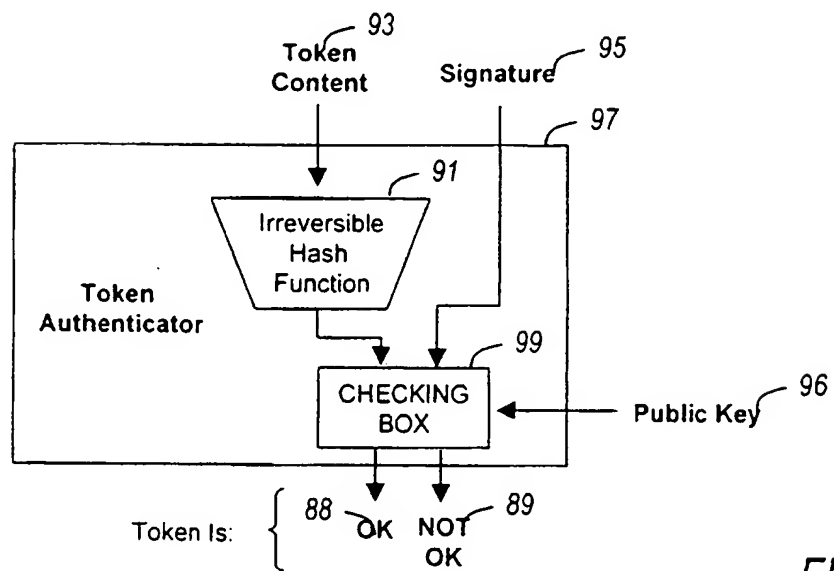 93
Token
Content
95
Signature
97
91
Irreversible
Hash
Function
Token
Authenticator
99
CHECKING
BOX
96
Public Key
Token Is:
88
OK
89
NOT
OK